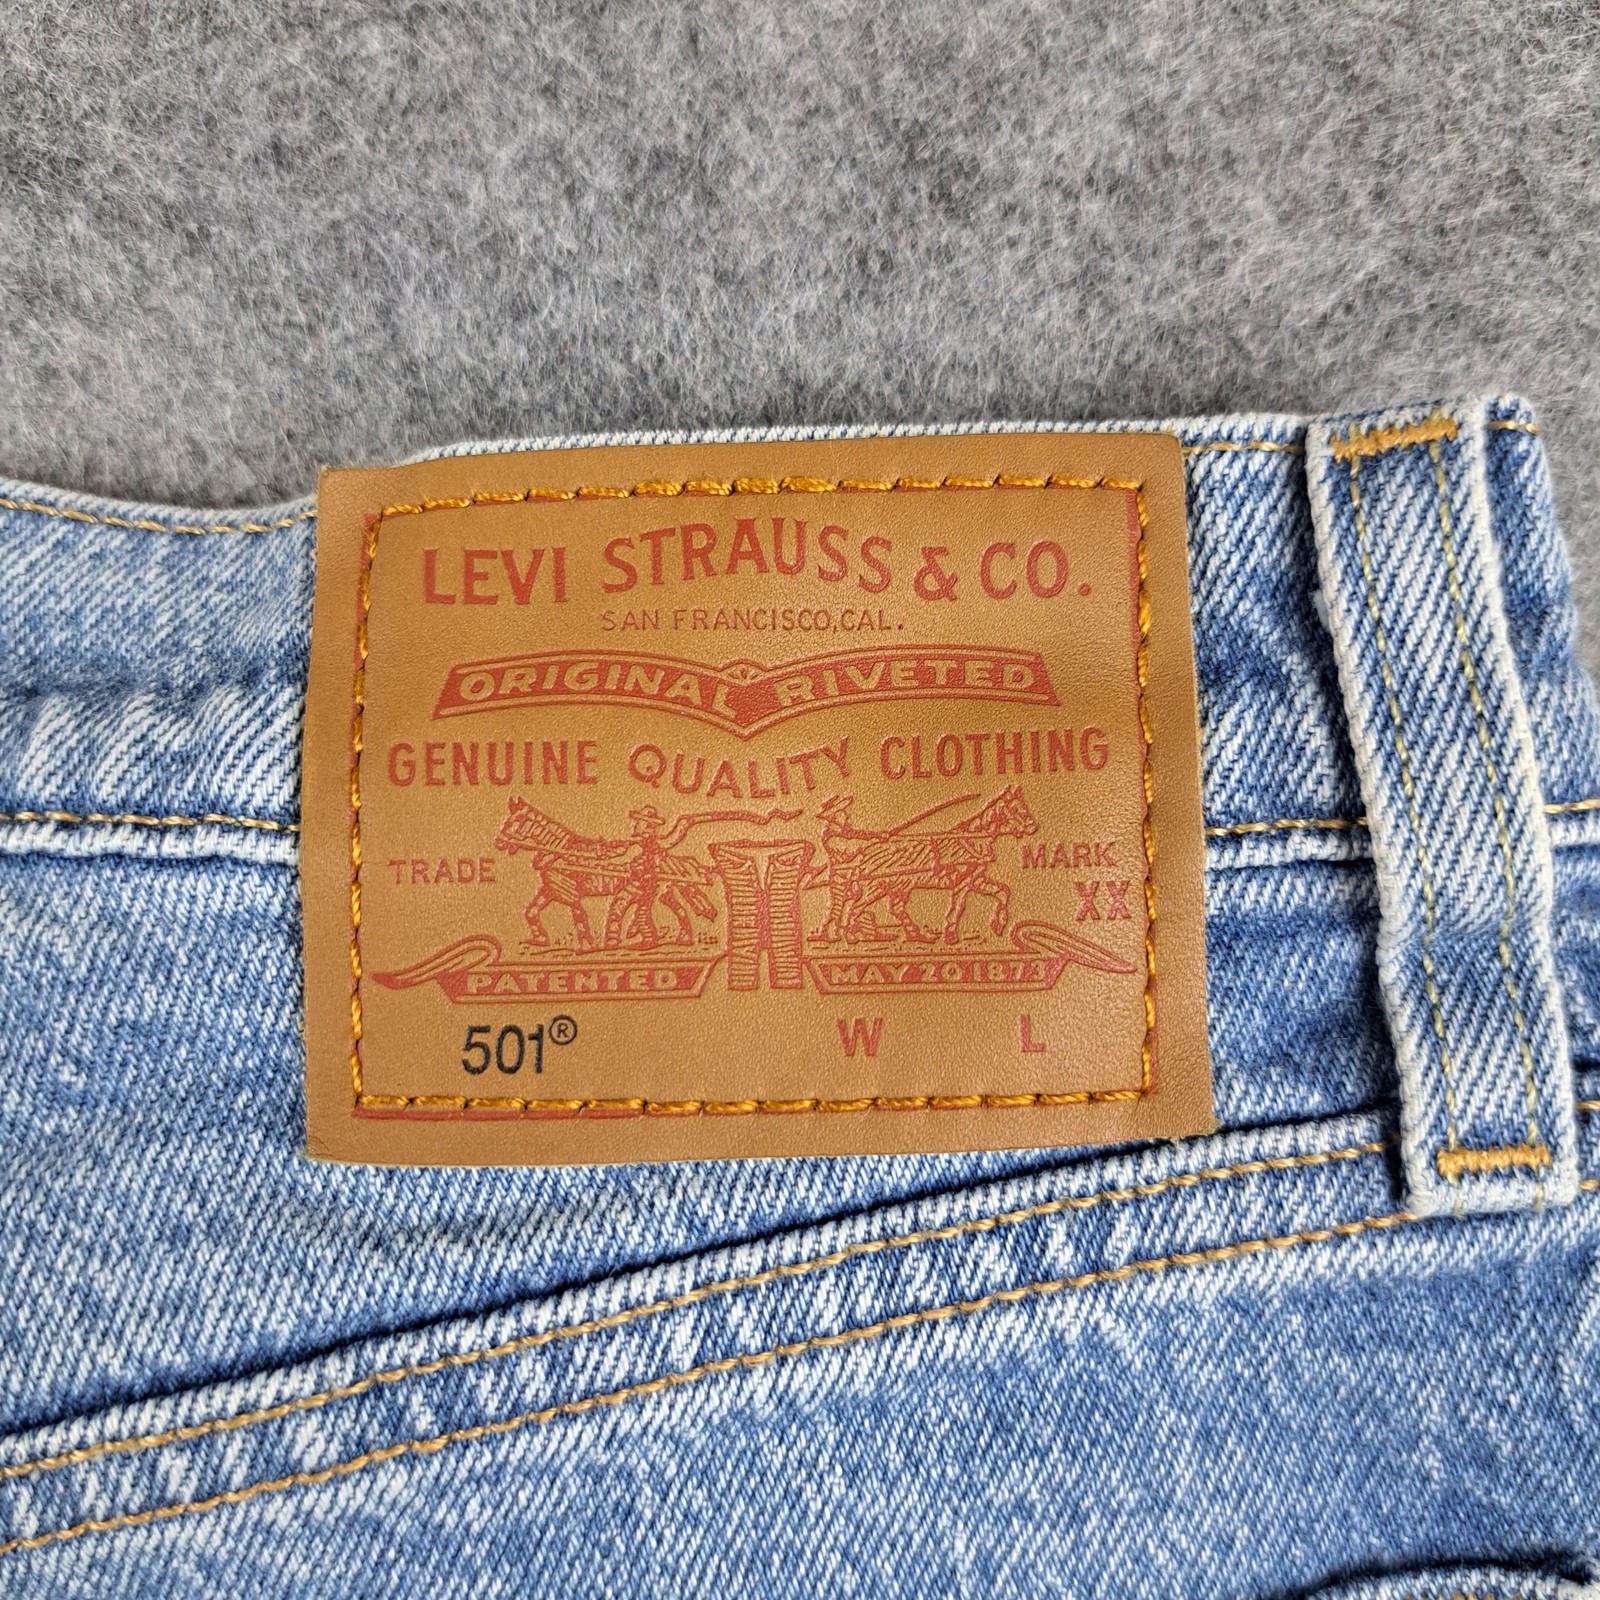 LEVI STRAUSS & CO.
SAN FRANCISCO, CAL.
ORIGINAL RIVETED
GENUINE QUALITY CLOTHING
TRADE MARK
XX
PATENTED MAY 20 1873
501® W L